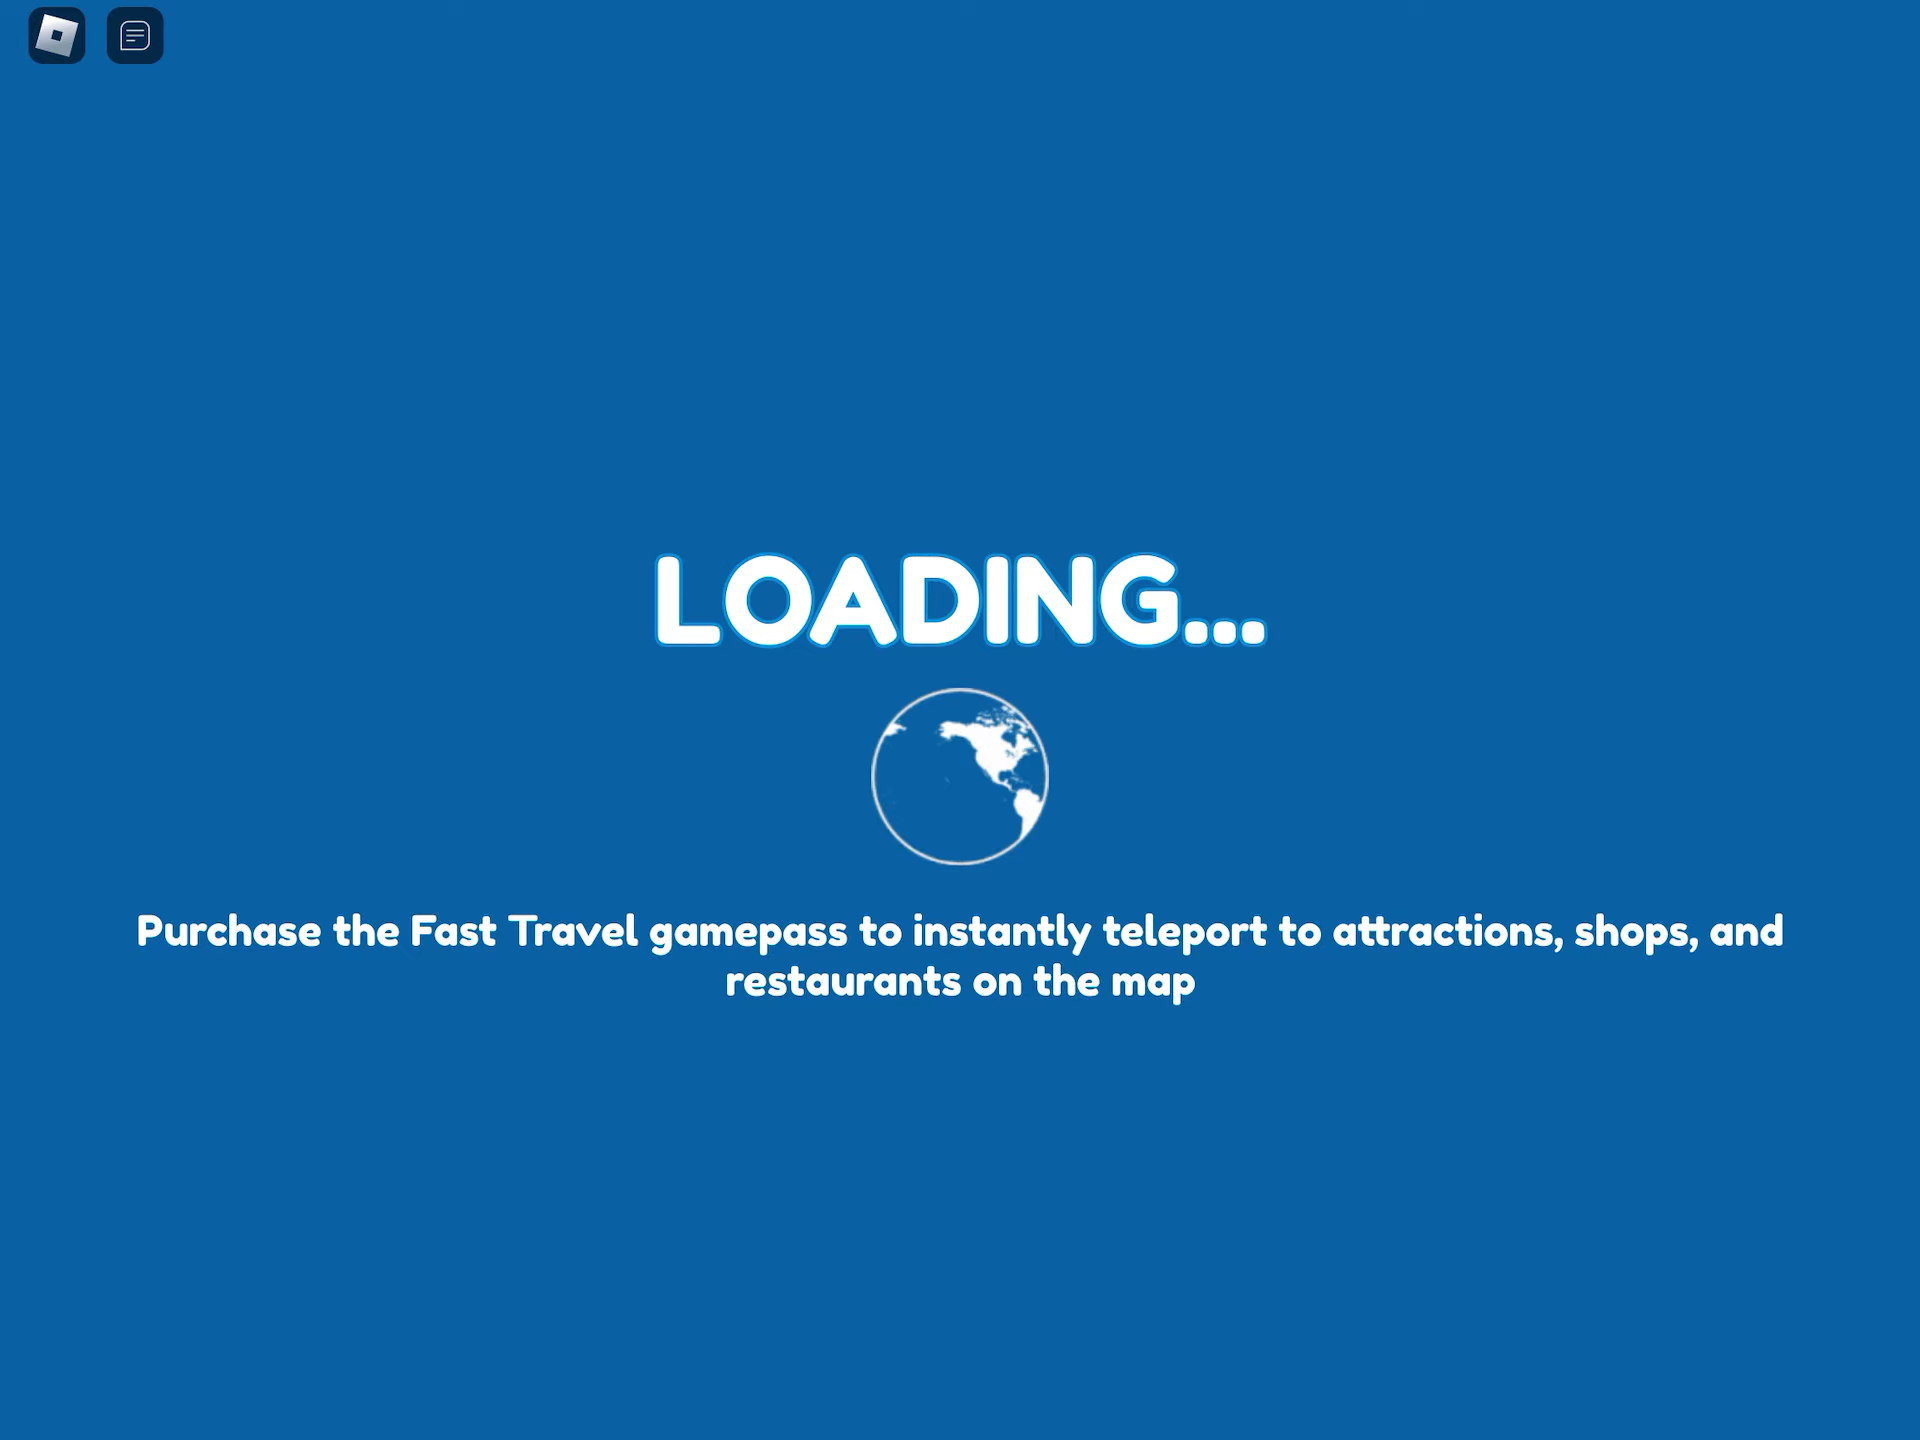 LOADING...
Purchase the Fast Travel gamepass to instantly teleport to attractions, shops, and
restaurants on the map